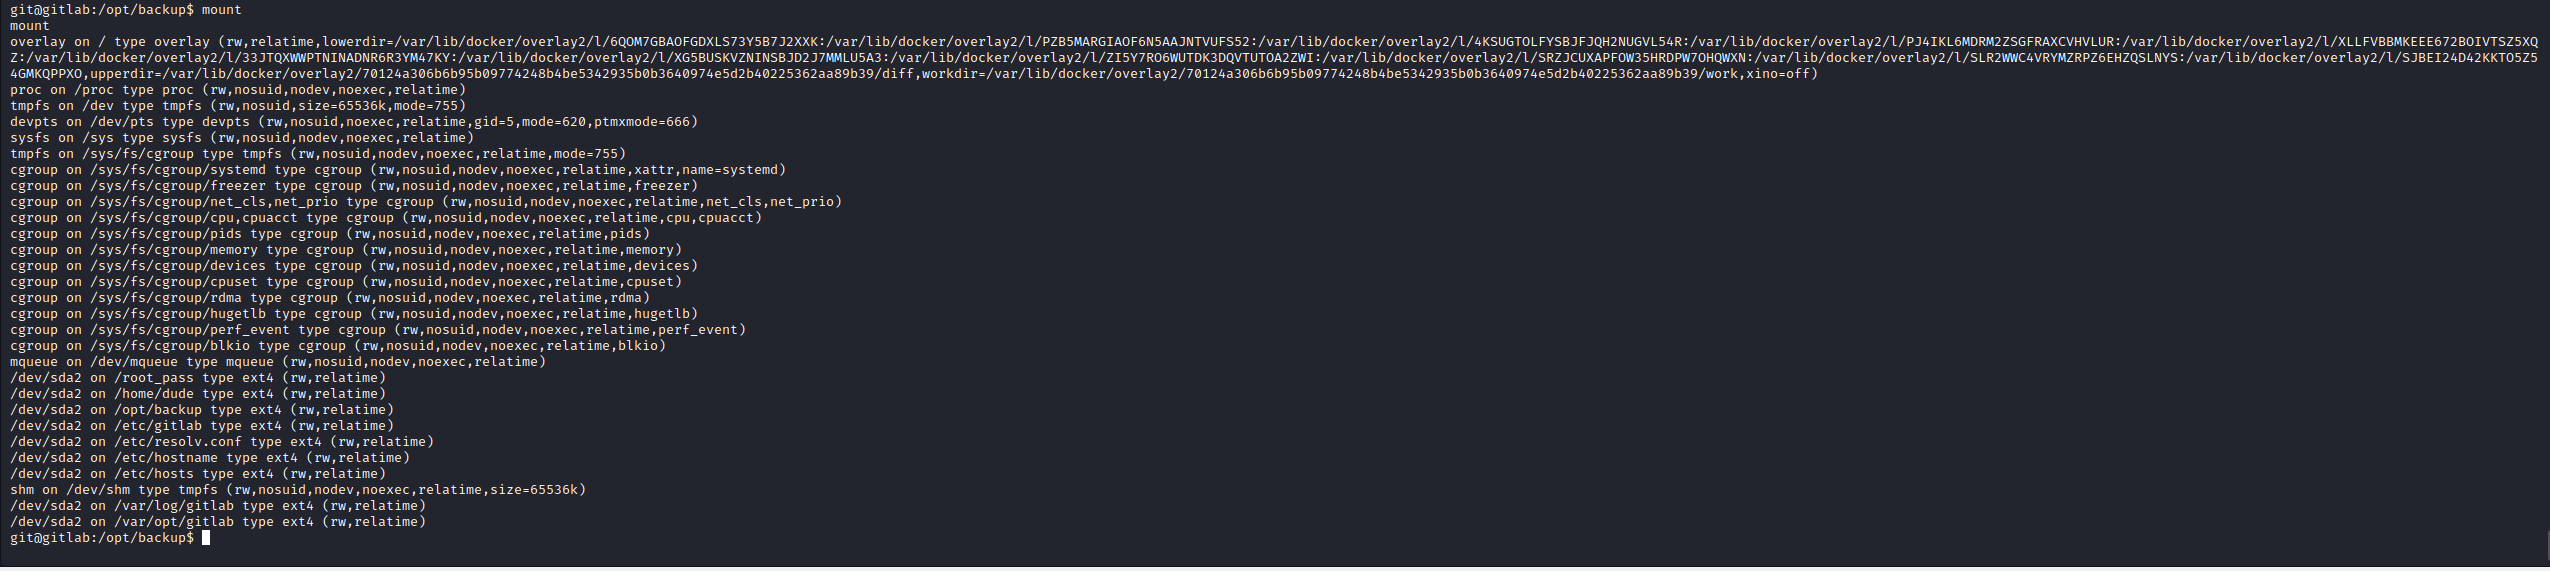 git@gitlab:/opt/backup$ mount
mount
overlay on / type overlay (rw,relatime,lowerdir=/var/lib/docker/overlay2/l/6QOM7GBAOFGDXLS73Y5B7J2XXK:/var/lib/docker/overlay2/l/PZB5MARGIAOF6N5AAJNTVUFS52:/var/lib/docker/overlay2/l/4KSUGTOLFYSBJFJQH2NUGVL54R:/var/lib/docker/overlay2/l/PJ4IKL6MDRM2ZSGFRAXCVHVLUR:/var/lib/docker/overlay2/l/XLLFVBBMKEEE672BOIVTSZ5XQ
Z:/var/lib/docker/overlay2/l/33JTQXWWPTNINADNR6R3YM47KY:/var/lib/docker/overlay2/l/XG5BUSKVZNINSBJD2J7MMLU5A3:/var/lib/docker/overlay2/l/ZI5Y7RO6WUTDK3DQVTUTOA2ZWI:/var/lib/docker/overlay2/l/SRZJCUXAPFOW35HRDPW7OHQWXN:/var/lib/docker/overlay2/l/SLR2WWC4VRYMZRPZ6EHZQSLNYS:/var/lib/docker/overlay2/l/SJBEI24D42KKTO5Z5
4GMKQPPXO,upperdir=/var/lib/docker/overlay2/70124a306b6b95b09774248b4be5342935b0b3640974e5d2b40225362aa89b39/diff,workdir=/var/lib/docker/overlay2/70124a306b6b95b09774248b4be5342935b0b3640974e5d2b40225362aa89b39/work,xino=off)
proc on /proc type proc (rw,nosuid,nodev,noexec,relatime)
tmpfs on /dev type tmpfs (rw,nosuid,size=65536k,mode=755)
devpts on /dev/pts type devpts (rw,nosuid,noexec,relatime,gid=5,mode=620,ptmxmode=666)
sysfs on /sys type sysfs (rw,nosuid,nodev,noexec,relatime)
tmpfs on /sys/fs/cgroup type tmpfs (rw,nosuid,nodev,noexec,relatime,mode=755)
cgroup on /sys/fs/cgroup/systemd type cgroup (rw,nosuid,nodev,noexec,relatime,xattr,name=systemd)
cgroup on /sys/fs/cgroup/freezer type cgroup (rw,nosuid,nodev,noexec,relatime,freezer)
cgroup on /sys/fs/cgroup/net_cls,net_prio type cgroup (rw,nosuid,nodev,noexec,relatime,net_cls,net_prio)
cgroup on /sys/fs/cgroup/cpu,cpuacct type cgroup (rw,nosuid,nodev,noexec,relatime,cpu,cpuacct)
cgroup on /sys/fs/cgroup/pids type cgroup (rw,nosuid,nodev,noexec,relatime,pids)
cgroup on /sys/fs/cgroup/memory type cgroup (rw,nosuid,nodev,noexec,relatime,memory)
cgroup on /sys/fs/cgroup/devices type cgroup (rw,nosuid,nodev,noexec,relatime,devices)
cgroup on /sys/fs/cgroup/cpuset type cgroup (rw,nosuid,nodev,noexec,relatime,cpuset)
cgroup on /sys/fs/cgroup/rdma type cgroup (rw,nosuid,nodev,noexec,relatime,rdma)
cgroup on /sys/fs/cgroup/hugetlb type cgroup (rw,nosuid,nodev,noexec,relatime,hugetlb)
cgroup on /sys/fs/cgroup/perf_event type cgroup (rw,nosuid,nodev,noexec,relatime,perf_event)
cgroup on /sys/fs/cgroup/blkio type cgroup (rw,nosuid,nodev,noexec,relatime,blkio)
mqueue on /dev/mqueue type mqueue (rw,nosuid,nodev,noexec,relatime)
/dev/sda2 on /root_pass type ext4 (rw,relatime)
/dev/sda2 on /home/dude type ext4 (rw,relatime)
/dev/sda2 on /opt/backup type ext4 (rw,relatime)
/dev/sda2 on /etc/gitlab type ext4 (rw,relatime)
/dev/sda2 on /etc/resolv.conf type ext4 (rw,relatime)
/dev/sda2 on /etc/hostname type ext4 (rw,relatime)
/dev/sda2 on /etc/hosts type ext4 (rw,relatime)
shm on /dev/shm type tmpfs (rw,nosuid,nodev,noexec,relatime,size=65536k)
/dev/sda2 on /var/log/gitlab type ext4 (rw,relatime)
/dev/sda2 on /var/opt/gitlab type ext4 (rw,relatime)
git@gitlab:/opt/backup$